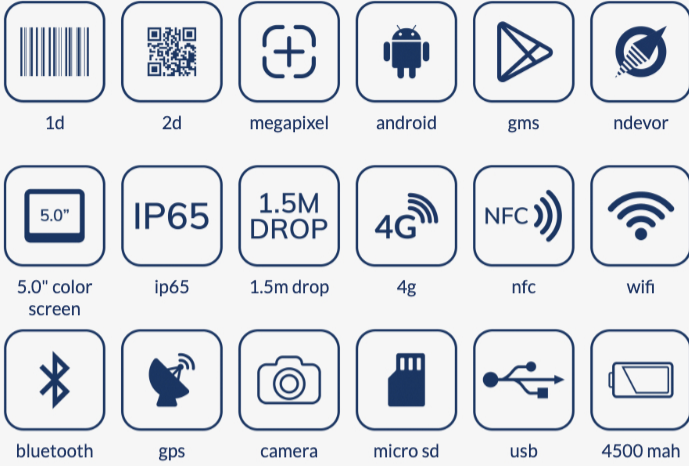 1d
2d
megapixel
android
gms
ndevor
5.0"
IP65
1.5M
DROP
4G
NFC
5.0" color
screen
ip65
1.5m drop
4g
nfc
wifi
bluetooth
gps
camera
micro sd
usb
4500 mah